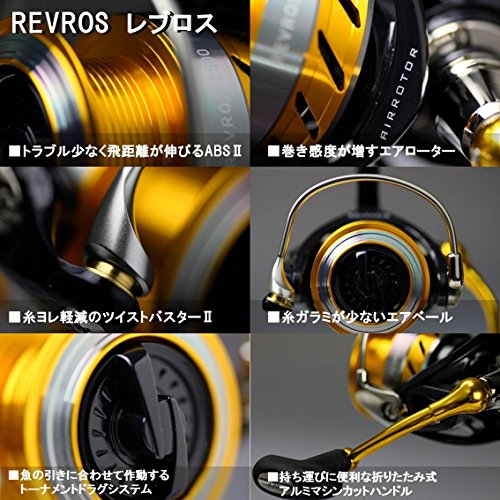 REVROS レブロス
REVROS
AIRROTOR
■トラブル少なく飛距離が伸びるABSⅡ
■巻き感度が増すエアローター
■糸ヨレ軽減のツイストバスターⅡ
■糸ガラミが少ないエアベール
■魚の引きに合わせて作動する
トーナメントドラグシステム
■持ち運びに便利な折りたたみ式
アルミマシンカットハンドル